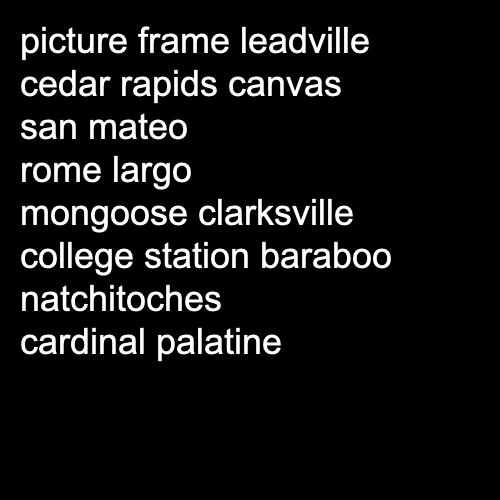 picture frame leadville
cedar rapids canvas
san mateo
rome largo
mongoose clarksville
college station baraboo
natchitoches
cardinal palatine